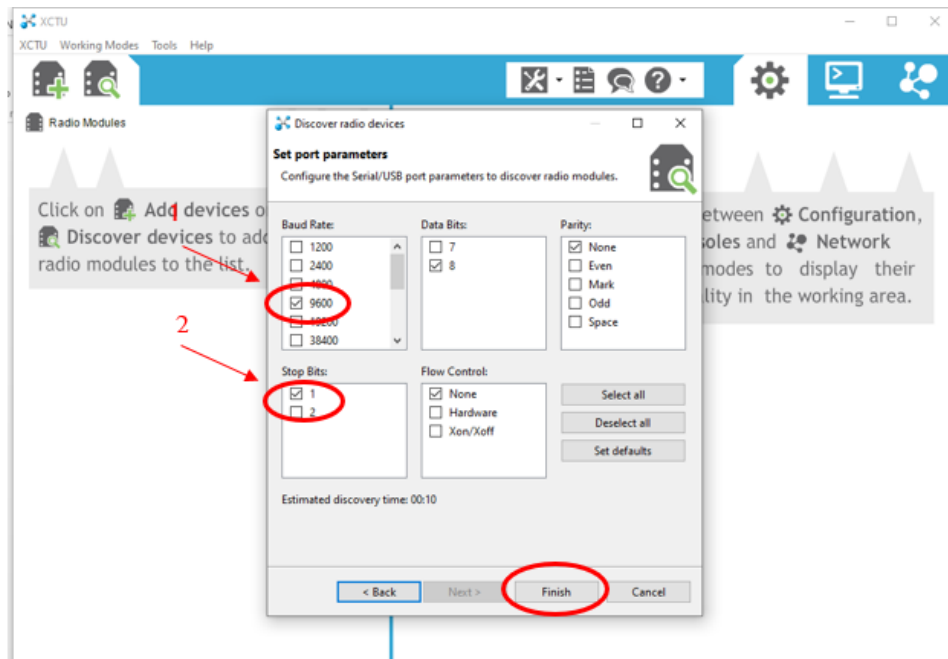 XCTU
XCTU Working Modes Tools Help
Radio Modules
Discover radio devices
Set port parameters
Configure the Serial/USB port parameters to discover radio modules.
Click on Add devices
Discover devices to add
radio modules to the list.
1
2
etween Configuration,
oles and Network
modes to display their
lity in the working area.
Baud Rate:
1200
2400
4800
9600
19200
38400
Data Bits:
7
8
Parity:
None
Even
Mark
Odd
Space
Stop Bits:
1
2
Flow Control:
None
Hardware
Xon/Xoff
Select all
Deselect all
Set defaults
Estimated discovery time: 00:10
< Back
Next >
Finish
Cancel